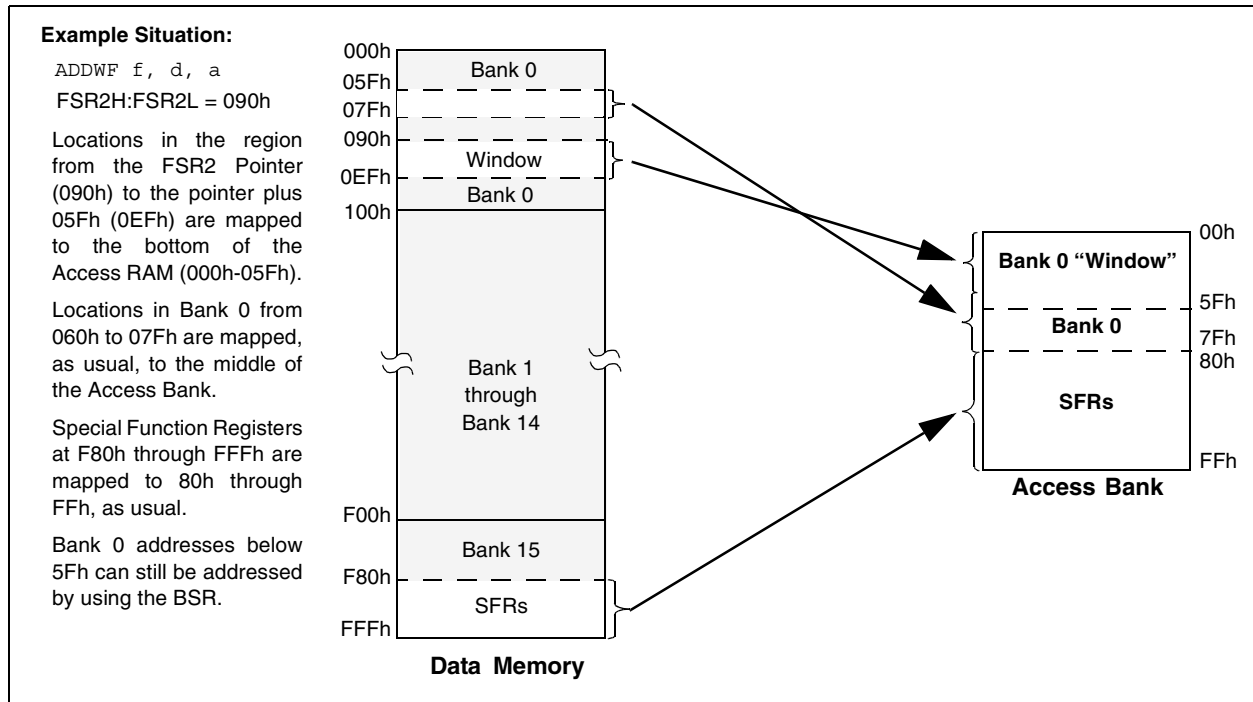 Example Situation:
ADDWF f, d, a
FSR2H:FSR2L = 090h
Locations in the region
from the FSR2 Pointer
(090h) to the pointer plus
05Fh (0EFh) are mapped
to the bottom of the
Access RAM (000h-05Fh).
Locations in Bank 0 from
060h to 07Fh are mapped,
as usual, to the middle of
the Access Bank.
Special Function Registers
at F80h through FFFh are
mapped to 80h through
FFh, as usual.
Bank 0 addresses below
5Fh can still be addressed
by using the BSR.
000h
Bank 0
05Fh
07Fh
090h
Window
0EFh
Bank 0
100h
Bank 1
through
Bank 14
F00h
Bank 15
F80h
SFRs
FFFh
Data Memory
00h
Bank 0 “Window”
5Fh
Bank 0
7Fh
80h
SFRs
FFh
Access Bank